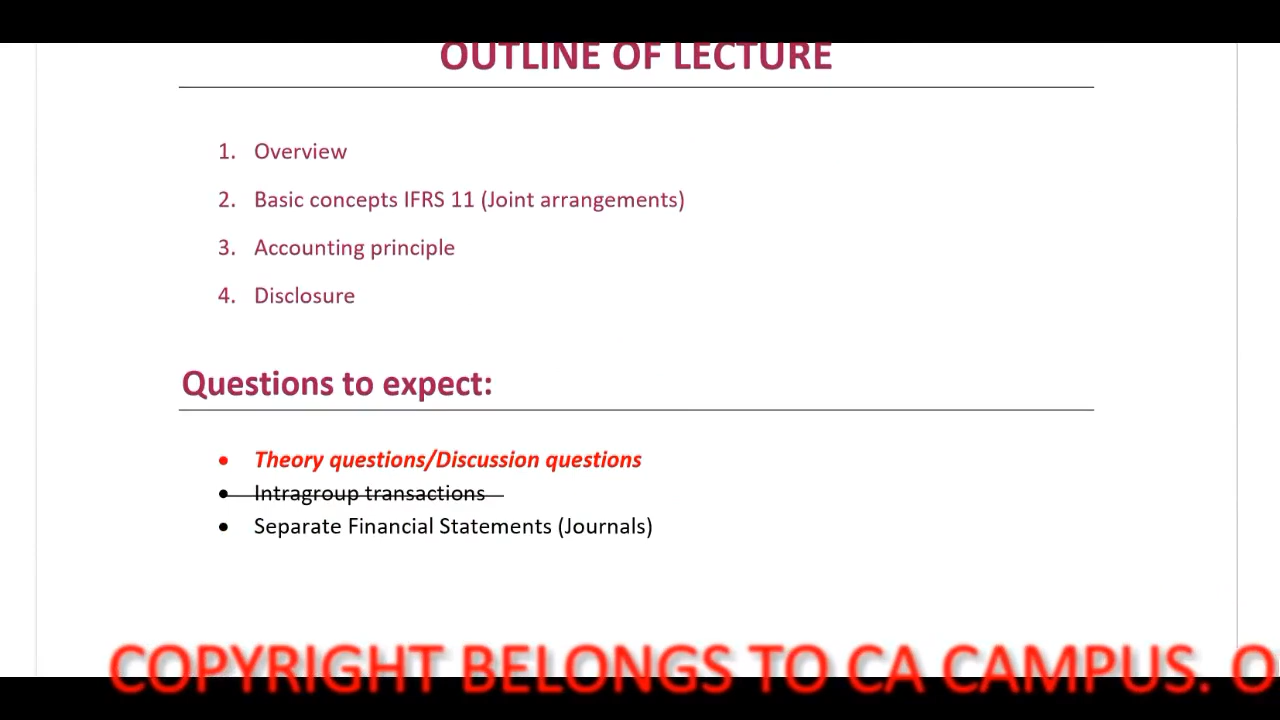 OUTLINE OF LECTURE
1. Overview
2. Basic concepts IFRS 11 (Joint arrangements)
3. Accounting principle
4. Disclosure
Questions to expect:
• Theory questions/Discussion questions
• Intragroup transactions
• Separate Financial Statements (Journals)
COPYRIGHT BELONGS TO CA CAMPUS. O